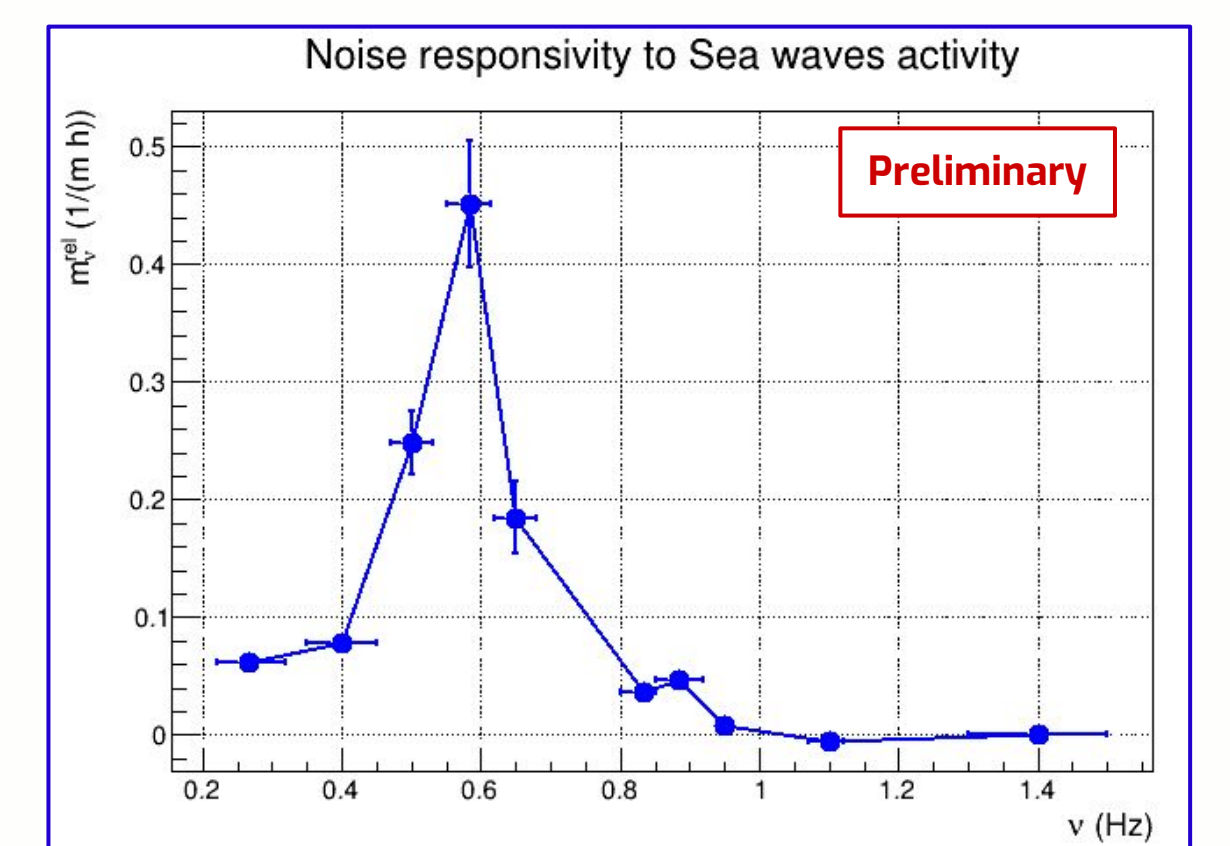 Noise responsivity to Sea waves activity
Preliminary
m_ν^rel (1/(m h))
0.5
0.4
0.3
0.2
0.1
0
0.2 0.4 0.6 0.8 1 1.2 1.4
ν (Hz)